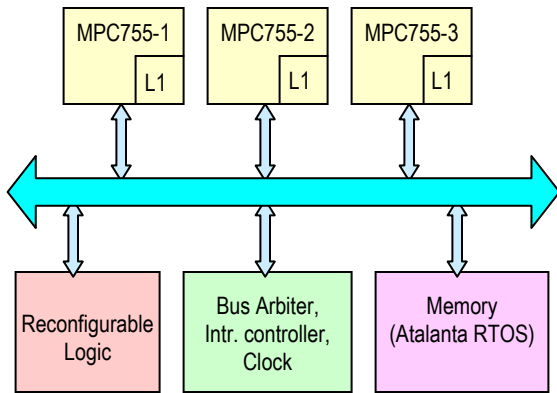 MPC755-1
MPC755-2
MPC755-3
L1
L1
L1
Reconfigurable
Logic
Bus Arbiter,
Intr. controller,
Clock
Memory
(Atalanta RTOS)